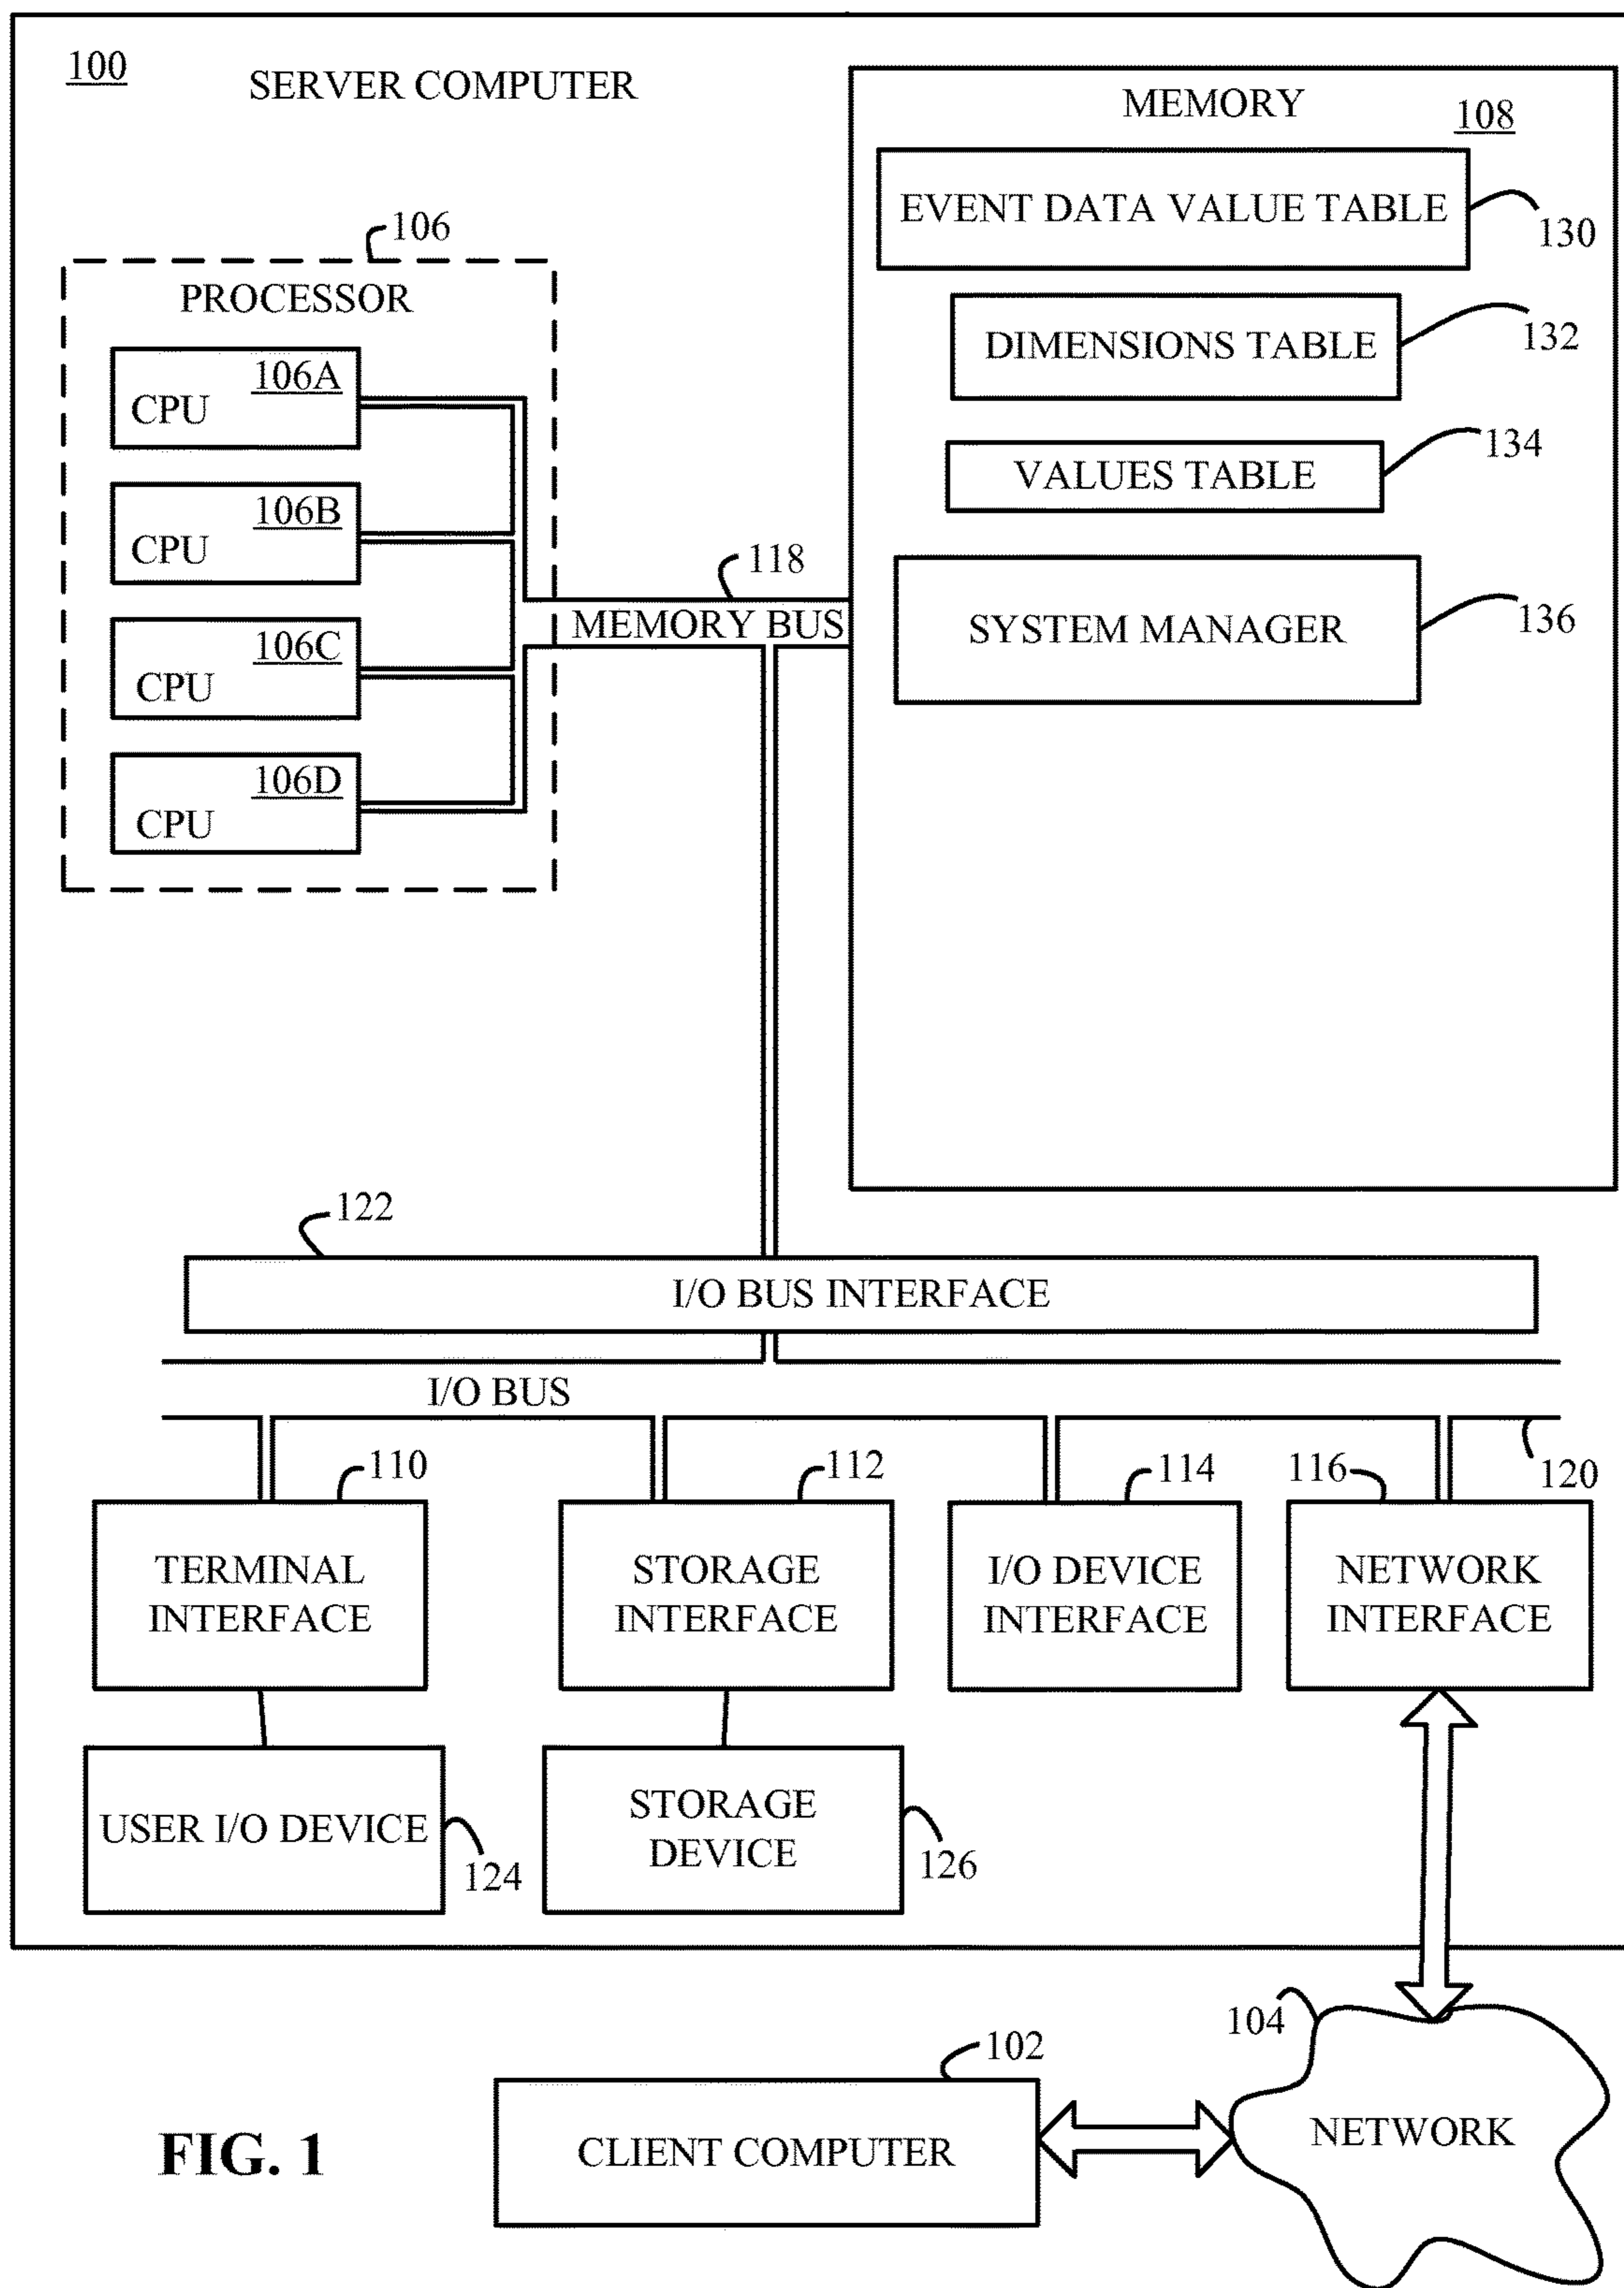 100
SERVER COMPUTER
MEMORY
108
EVENT DATA VALUE TABLE
130
DIMENSIONS TABLE
132
VALUES TABLE
134
SYSTEM MANAGER
136
106
PROCESSOR
106A
CPU
106B
CPU
106C
CPU
106D
CPU
118
MEMORY BUS
122
I/O BUS INTERFACE
I/O BUS
120
110
TERMINAL
INTERFACE
112
STORAGE
INTERFACE
114
I/O DEVICE
INTERFACE
116
NETWORK
INTERFACE
USER I/O DEVICE
124
STORAGE
DEVICE
126
104
NETWORK
102
CLIENT COMPUTER
FIG. 1